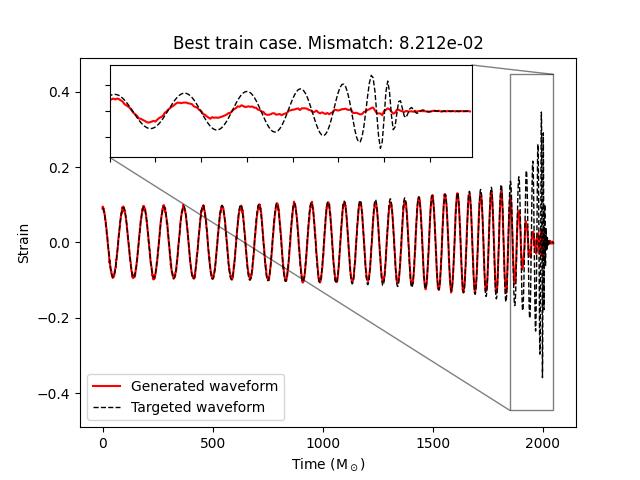 Best train case. Mismatch: 8.212e-02
0.4
0.2
0.0
−0.2
−0.4
Strain
Generated waveform
Targeted waveform
0
500
1000
1500
2000
Time (M⊙)